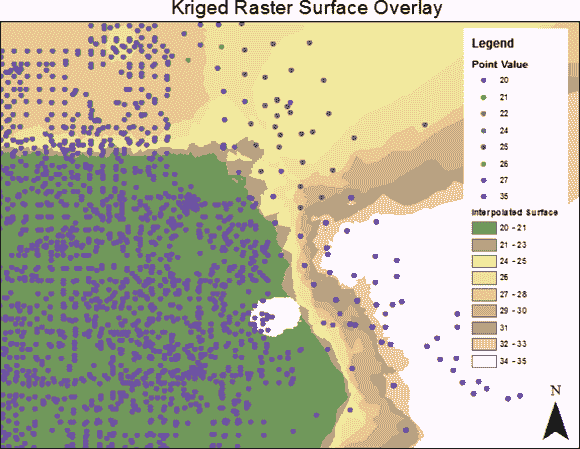 Kriged Raster Surface Overlay
Legend
Point Value
20
21
22
24
25
26
27
35
Interpolated Surface
20 - 21
21 - 23
24 - 25
26
27 - 28
29 - 30
31
32 - 33
34 - 35
N